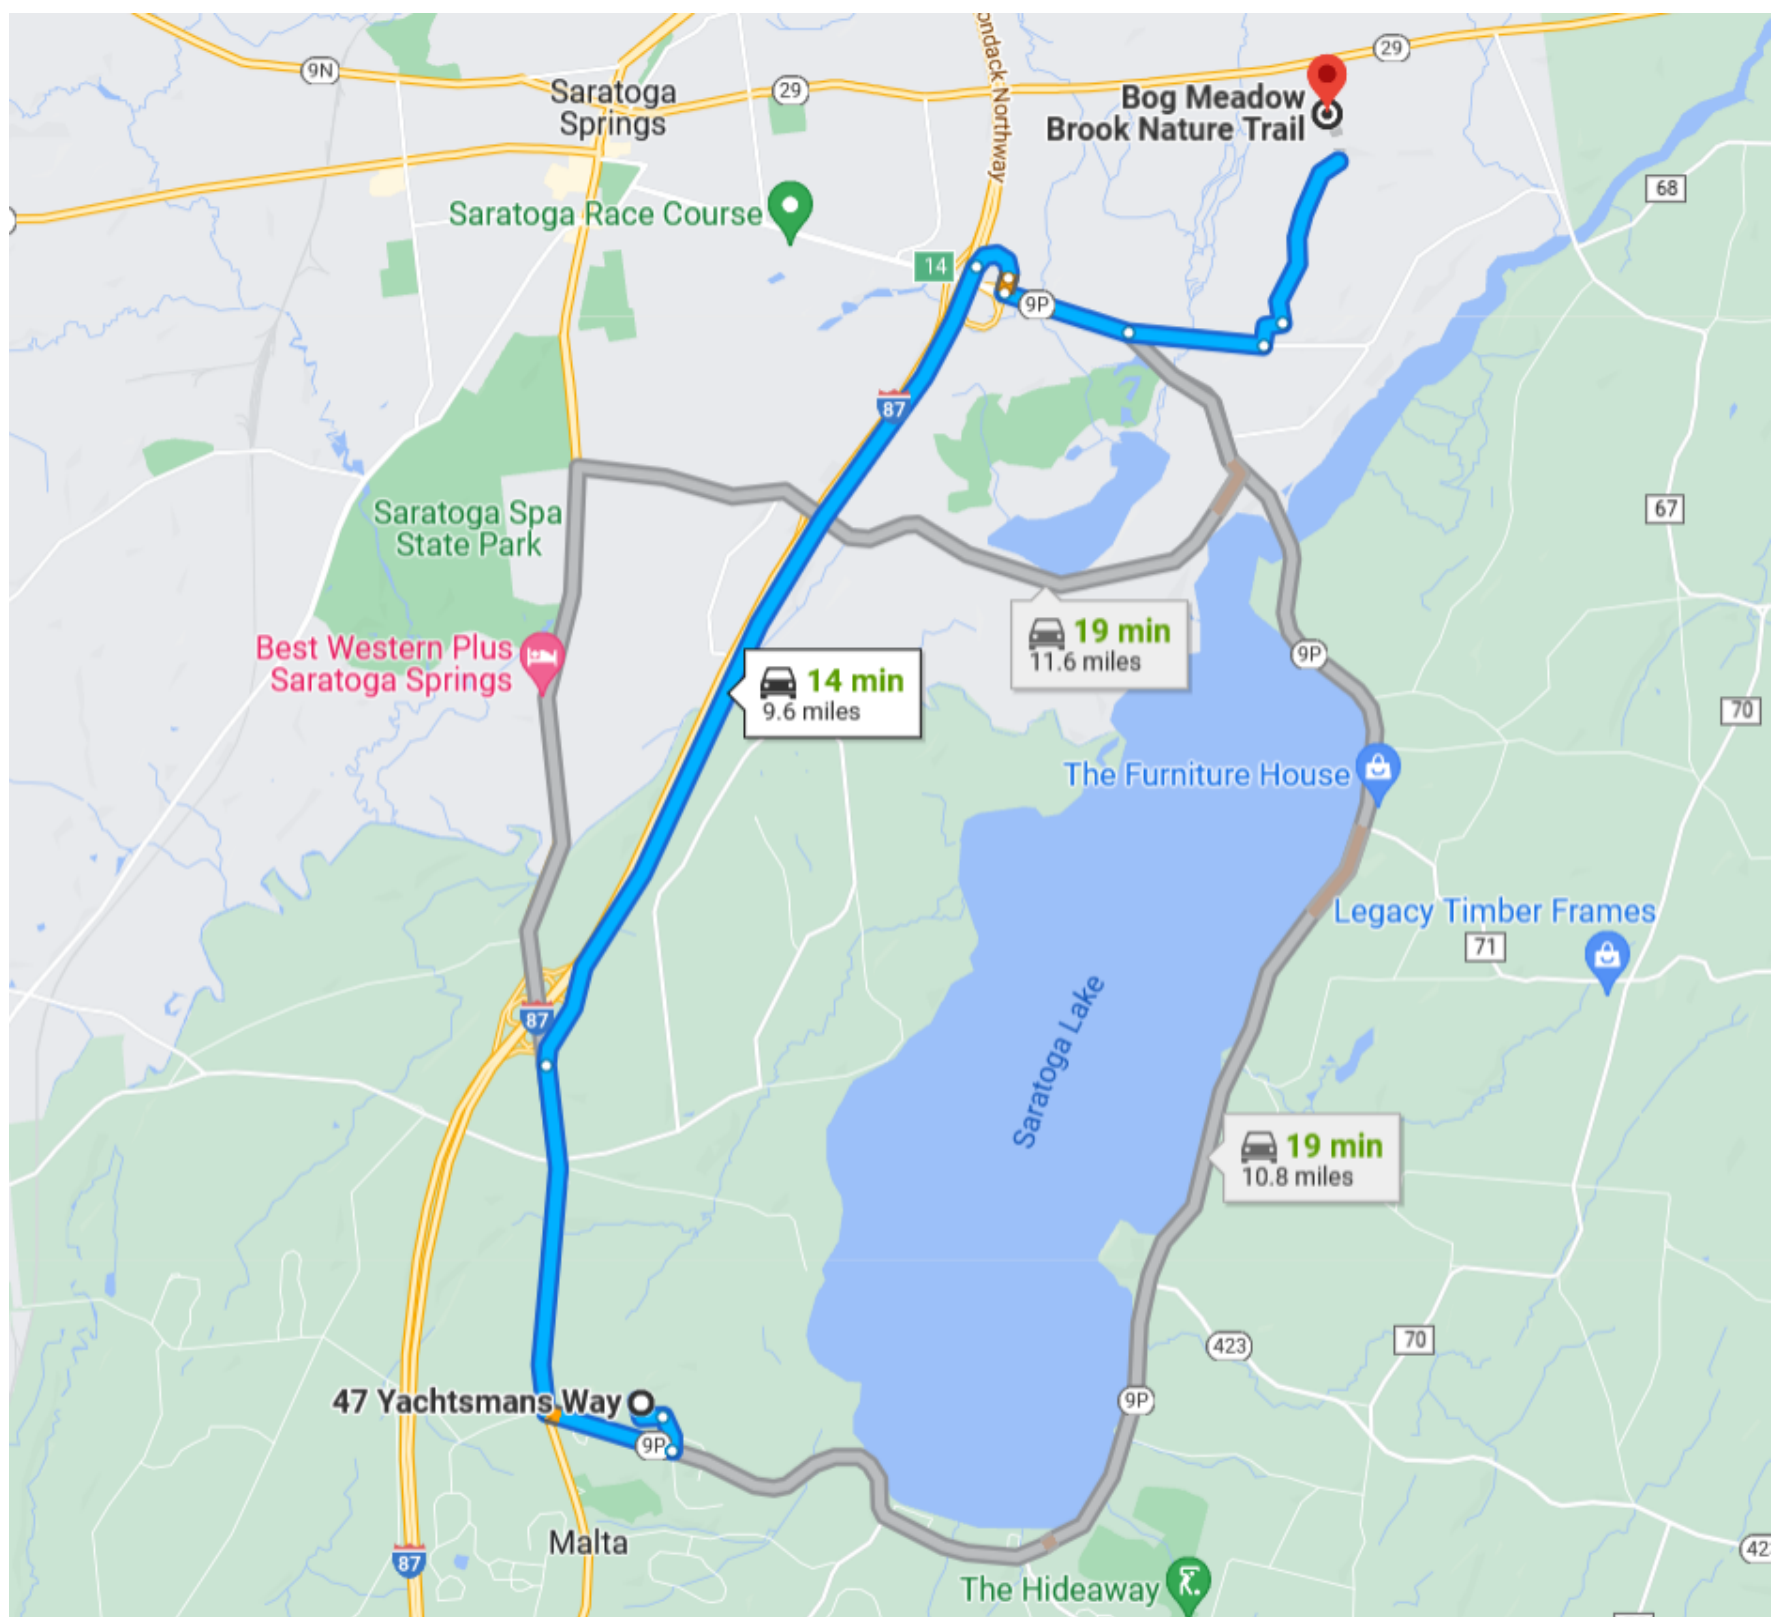 9N
Saratoga
Springs
29
ondack Northway
29
Bog Meadow
Brook Nature Trail
68
Saratoga Race Course
14
9P
87
Saratoga Spa
State Park
67
19 min
11.6 miles
Best Western Plus
Saratoga Springs
14 min
9.6 miles
9P
70
The Furniture House
Legacy Timber Frames
71
87
Saratoga Lake
19 min
10.8 miles
423
70
47 Yachtsmans Way
9P
9P
Malta
87
42
The Hideaway